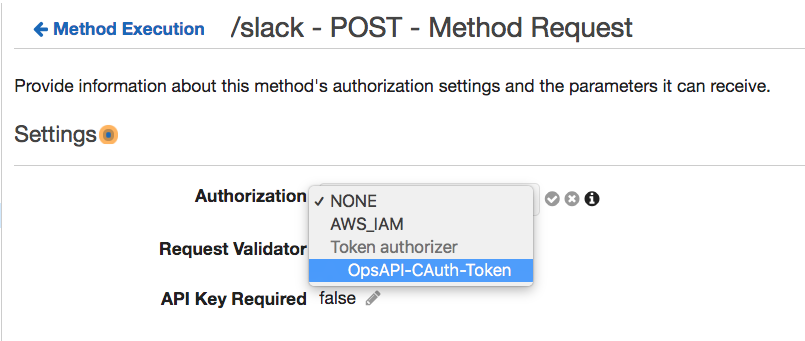 Method Execution /slack - POST - Method Request
Provide information about this method's authorization settings and the parameters it can receive.
Settings
Authorization
✓ NONE
AWS_IAM
Token authorizer
OpsAPI-CAuth-Token
Request Validator
API Key Required false